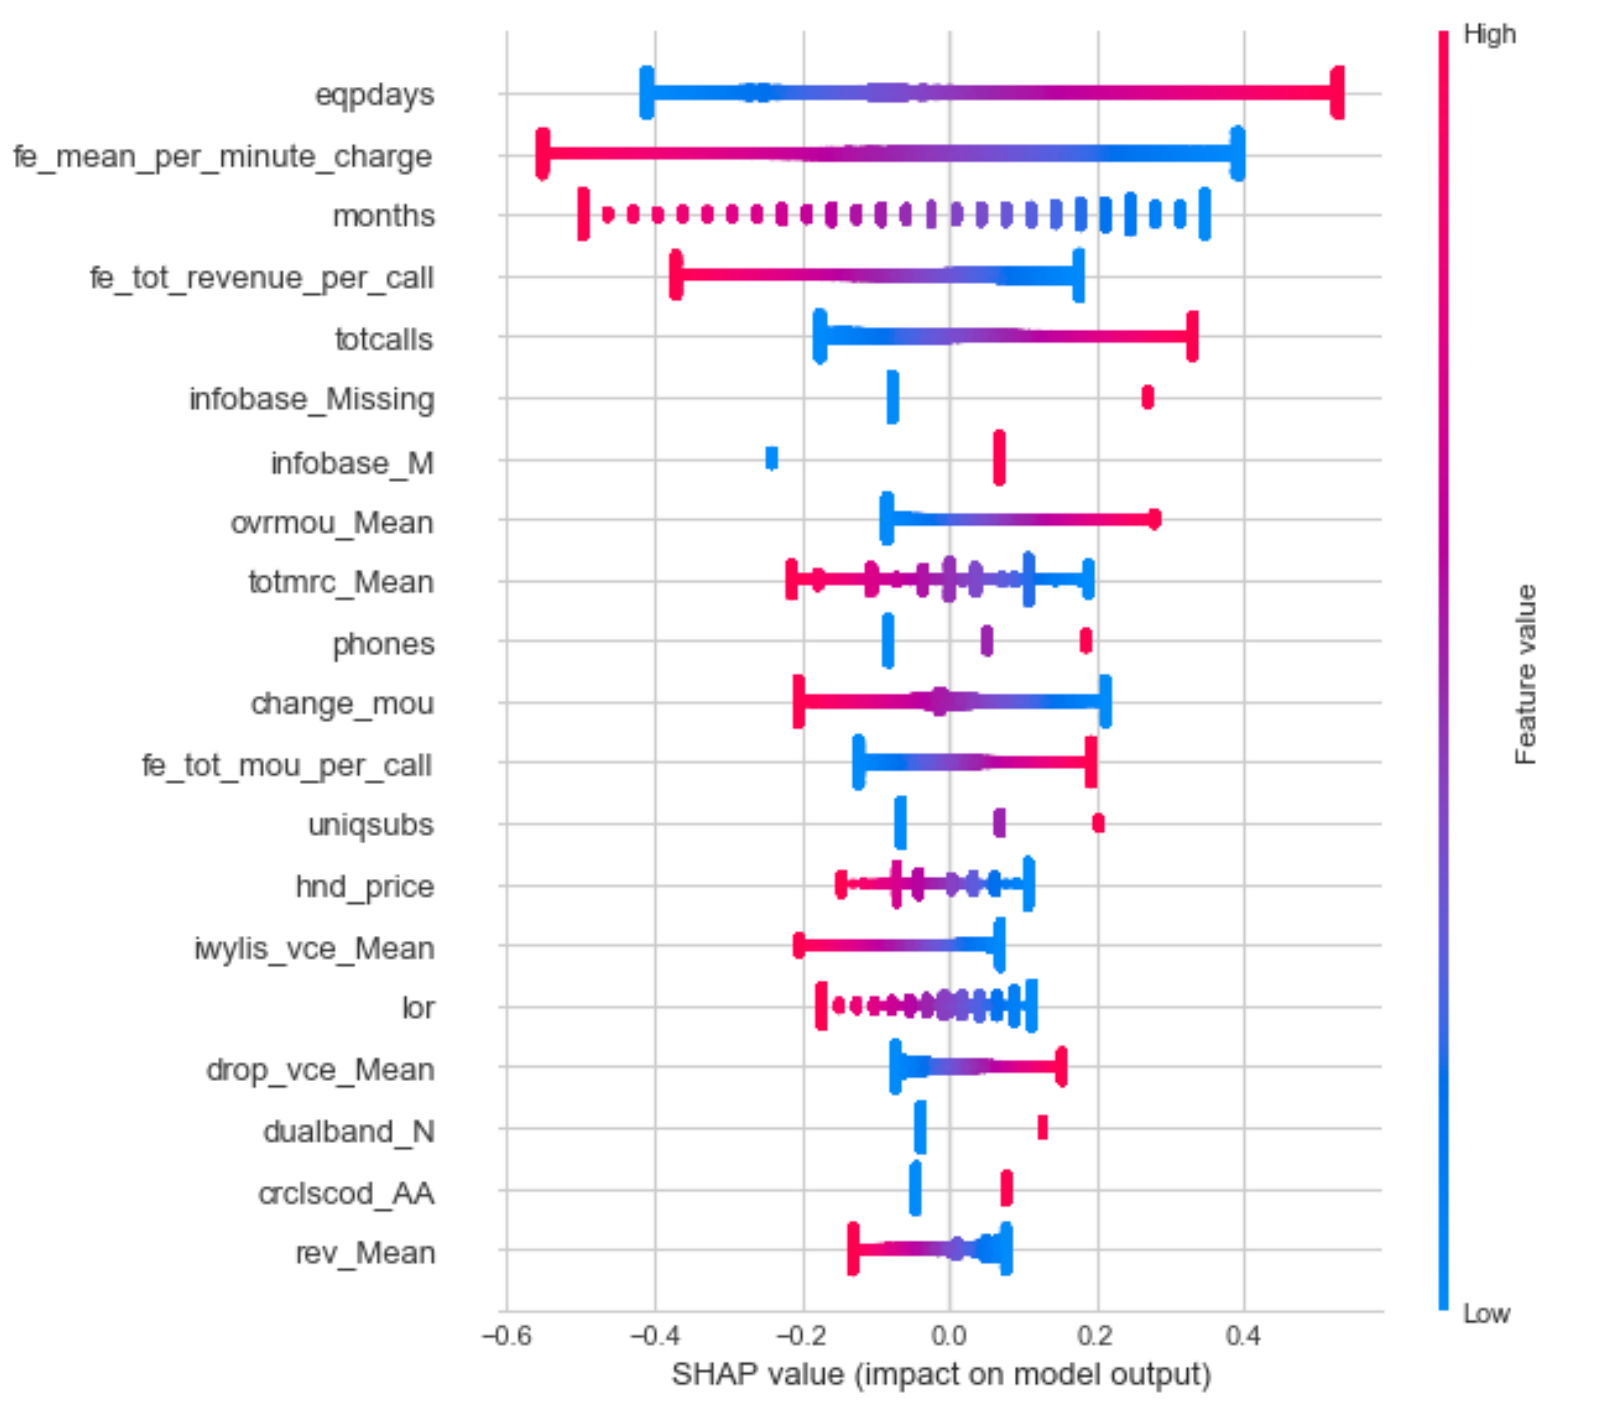 High
eqpdays
fe_mean_per_minute_charge
months
fe_tot_revenue_per_call
totcalls
infobase_Missing
infobase_M
ovrmou_Mean
totmrc_Mean
phones
change_mou
fe_tot_mou_per_call
uniqsubs
hnd_price
iwylis_vce_Mean
lor
drop_vce_Mean
dualband_N
crclscod_AA
rev_Mean
Feature value
Low
−0.6 −0.4 −0.2 0.0 0.2 0.4
SHAP value (impact on model output)